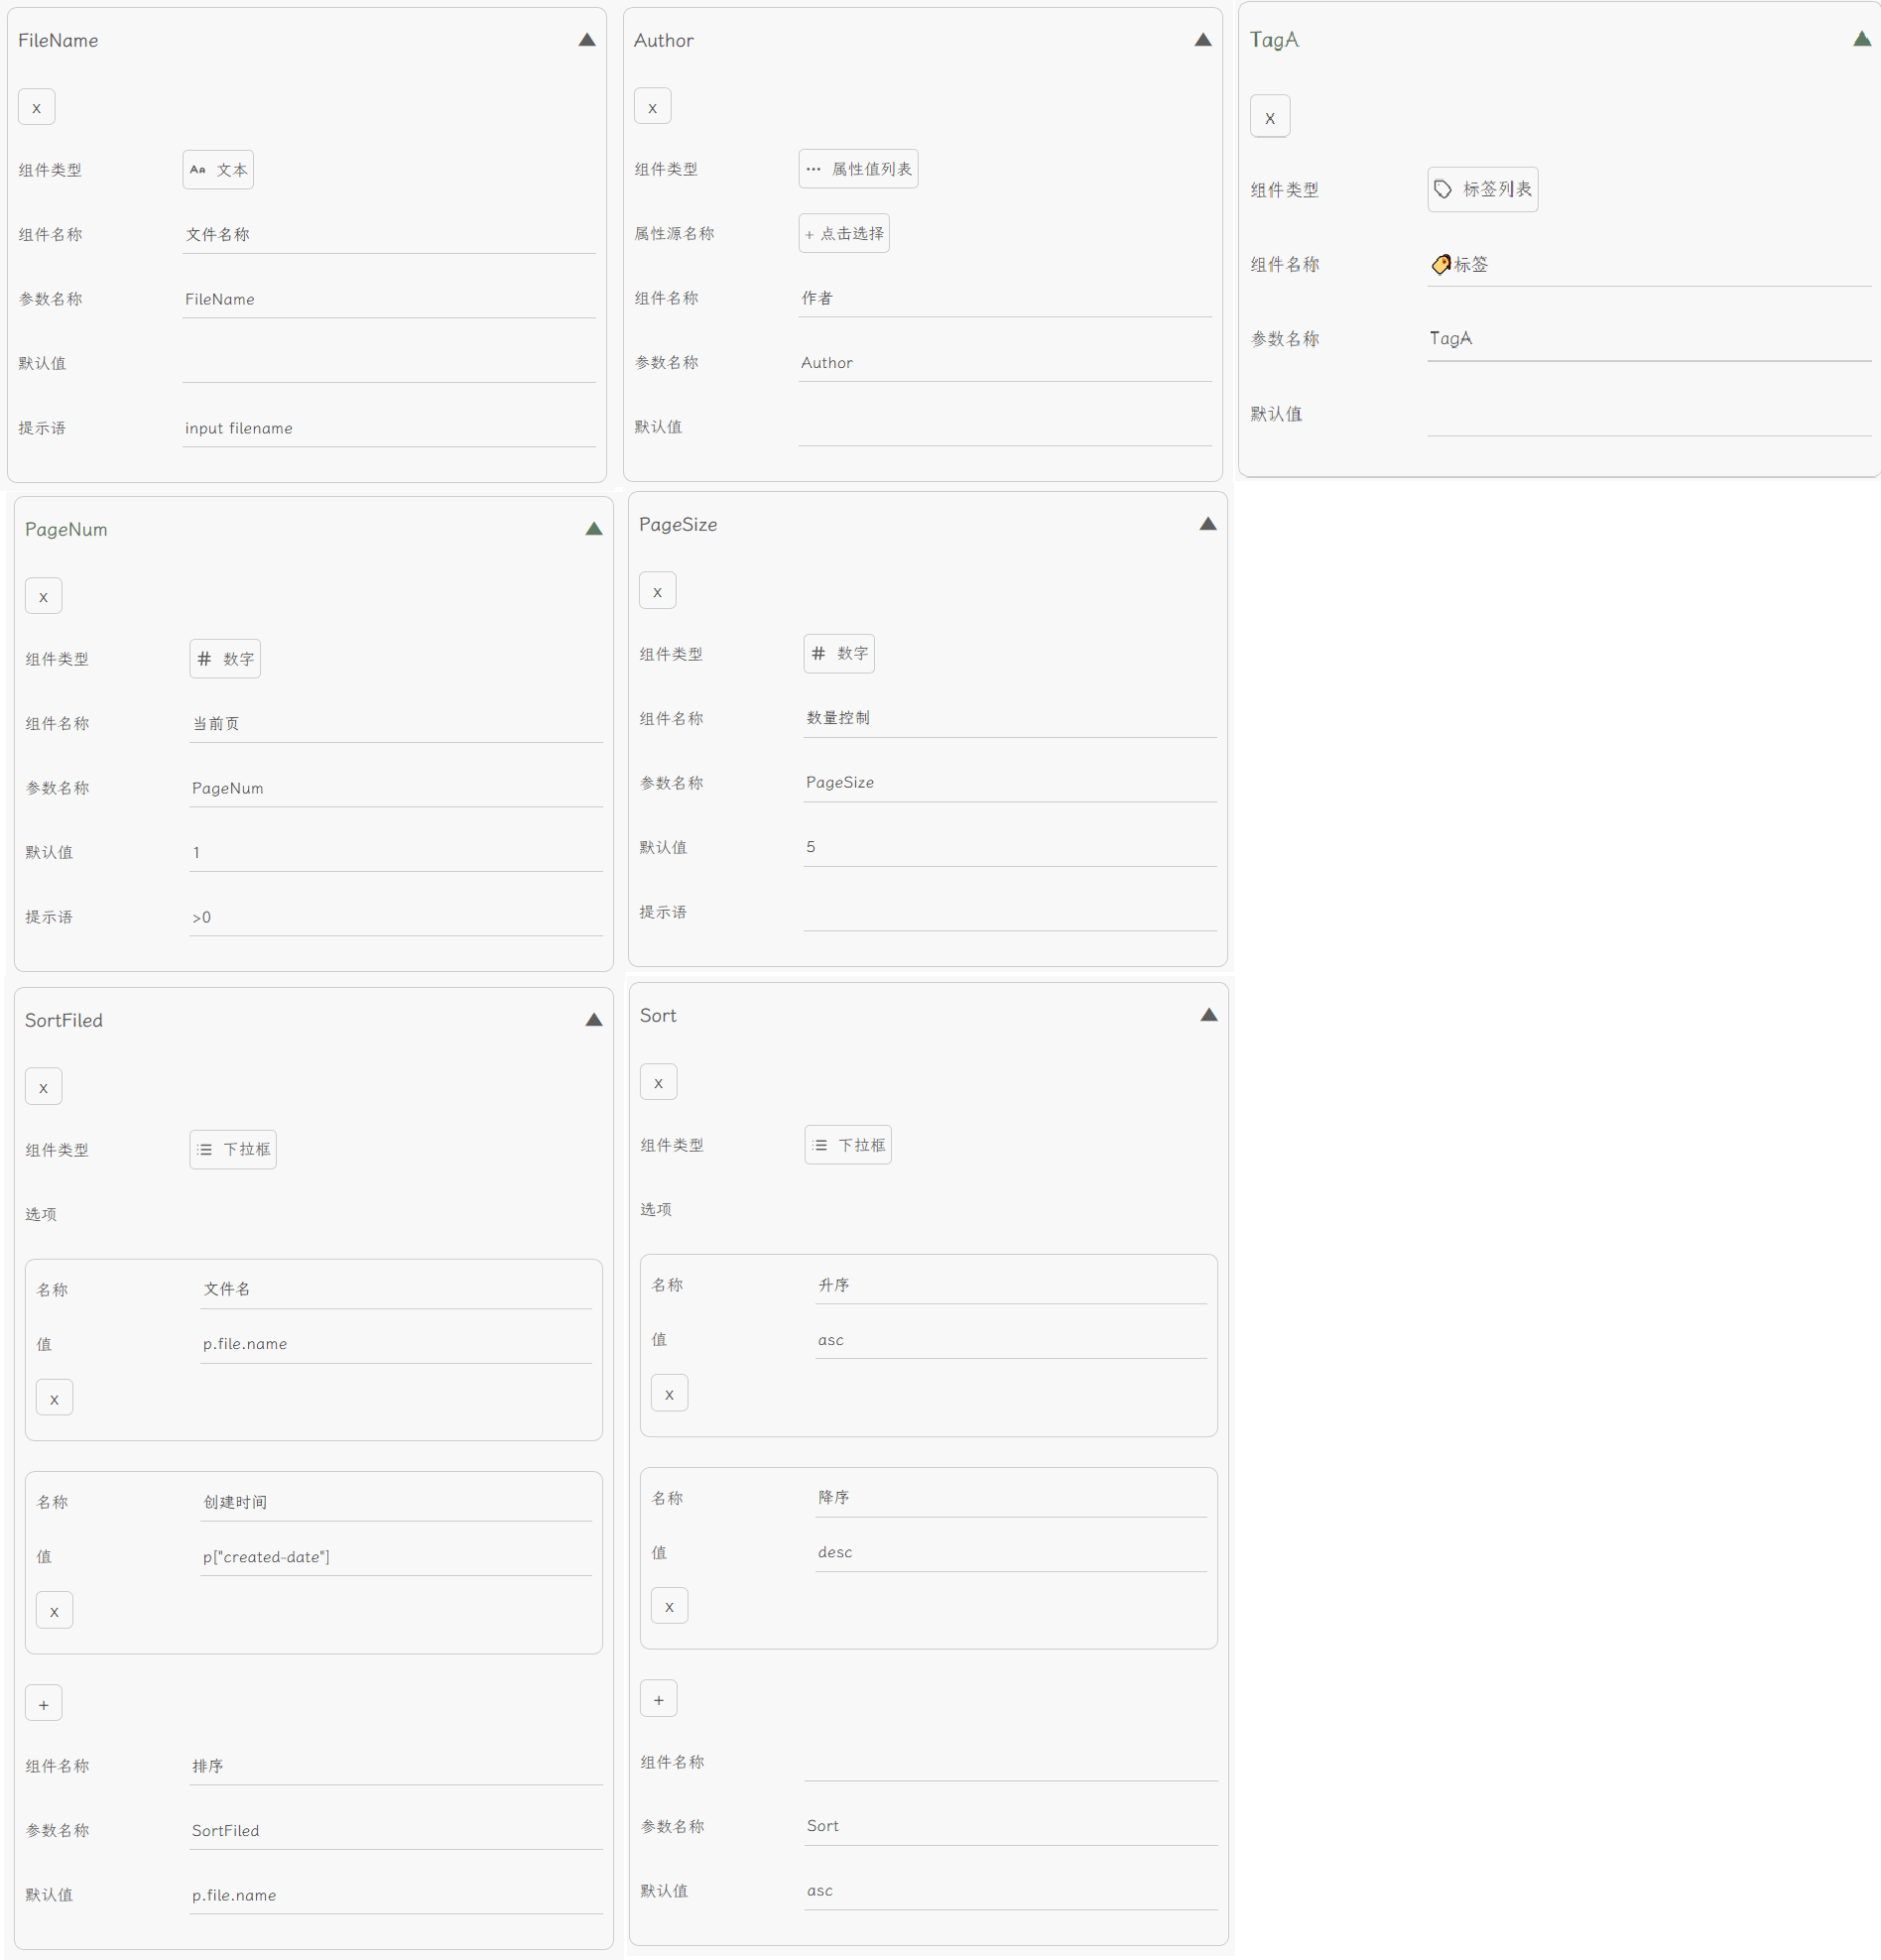 FileName ▲
x
组件类型 Aa 文本
组件名称 文件名称
参数名称 FileName
默认值
提示语 input filename
Author ▲
x
组件类型 ··· 属性值列表
属性源名称 + 点击选择
组件名称 作者
参数名称 Author
默认值
TagA ▲
x
组件类型 标签列表
组件名称 🏷️标签
参数名称 TagA
默认值
PageNum ▲
x
组件类型 # 数字
组件名称 当前页
参数名称 PageNum
默认值 1
提示语 >0
PageSize ▲
x
组件类型 # 数字
组件名称 数量控制
参数名称 PageSize
默认值 5
提示语
SortFiled ▲
x
组件类型 下拉框
选项
名称 文件名
值 p.file.name
x
名称 创建时间
值 p["created-date"]
x
+
组件名称 排序
参数名称 SortFiled
默认值 p.file.name
Sort ▲
x
组件类型 下拉框
选项
名称 升序
值 asc
x
名称 降序
值 desc
x
+
组件名称
参数名称 Sort
默认值 asc